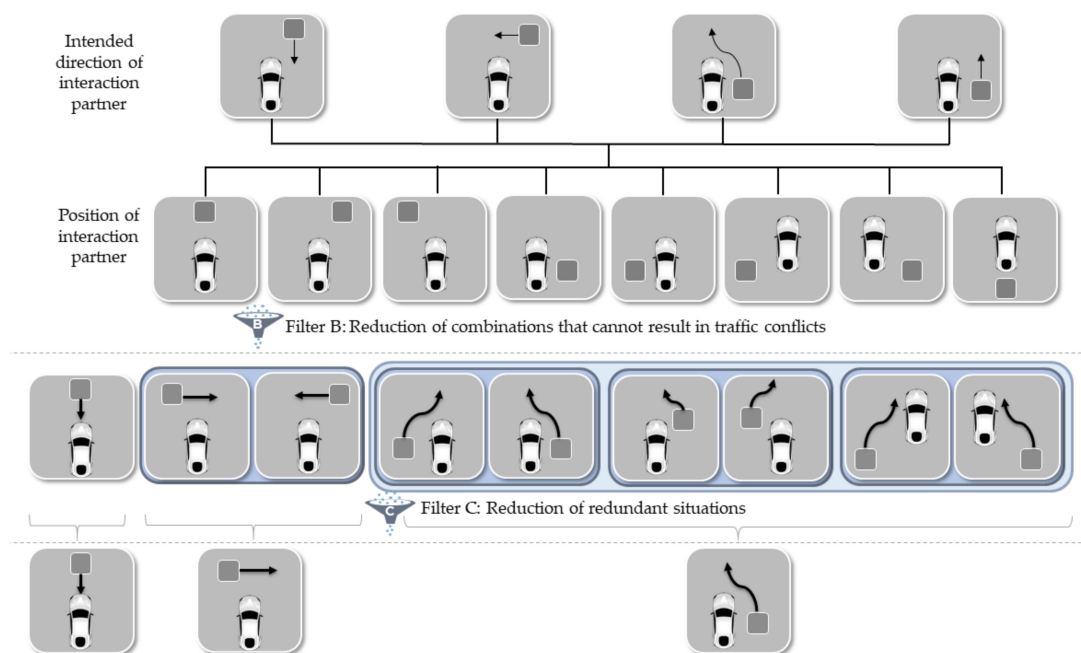 Intended
direction of
interaction
partner
Position of
interaction
partner
B
Filter B: Reduction of combinations that cannot result in traffic conflicts
C
Filter C: Reduction of redundant situations